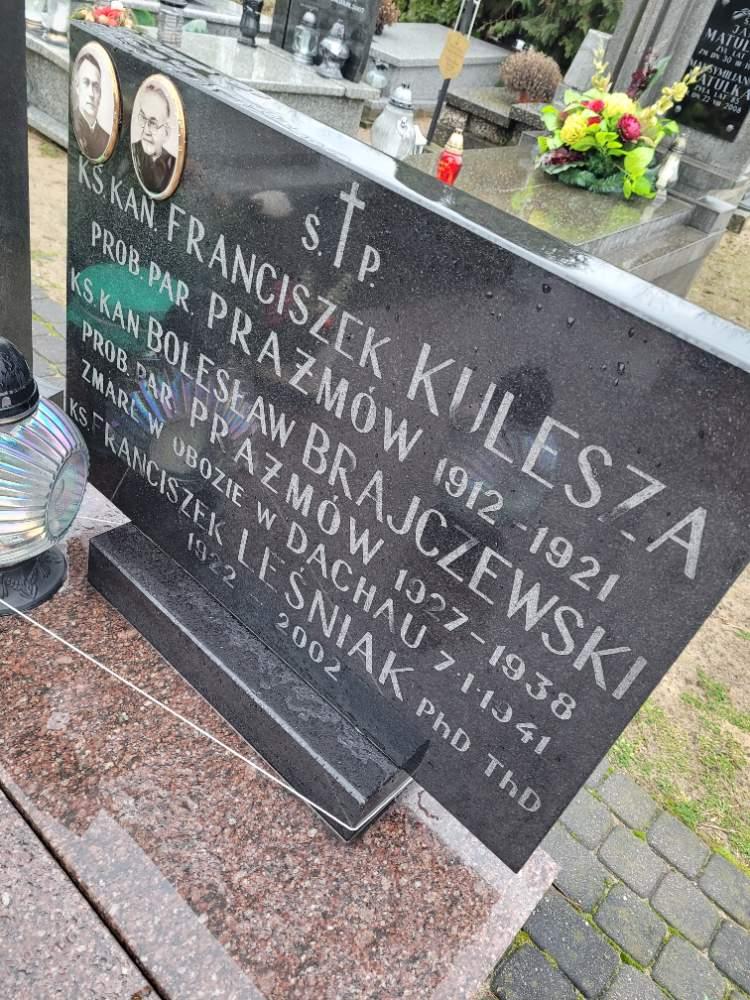 Ś. P.
KS KAN. FRANCISZEK KULESZA
PROB. PAR. PRAŻMÓW 1912-1921
KS. KAN BOLESŁAW BRAJCZEWSKI
PROB. PAR. PRAŻMÓW 1927-1938
ZMARŁ W OBOZIE W DACHAU 7.1.1941
KS FRANCISZEK LEŚNIAK PhD ThD
1922 - 2002